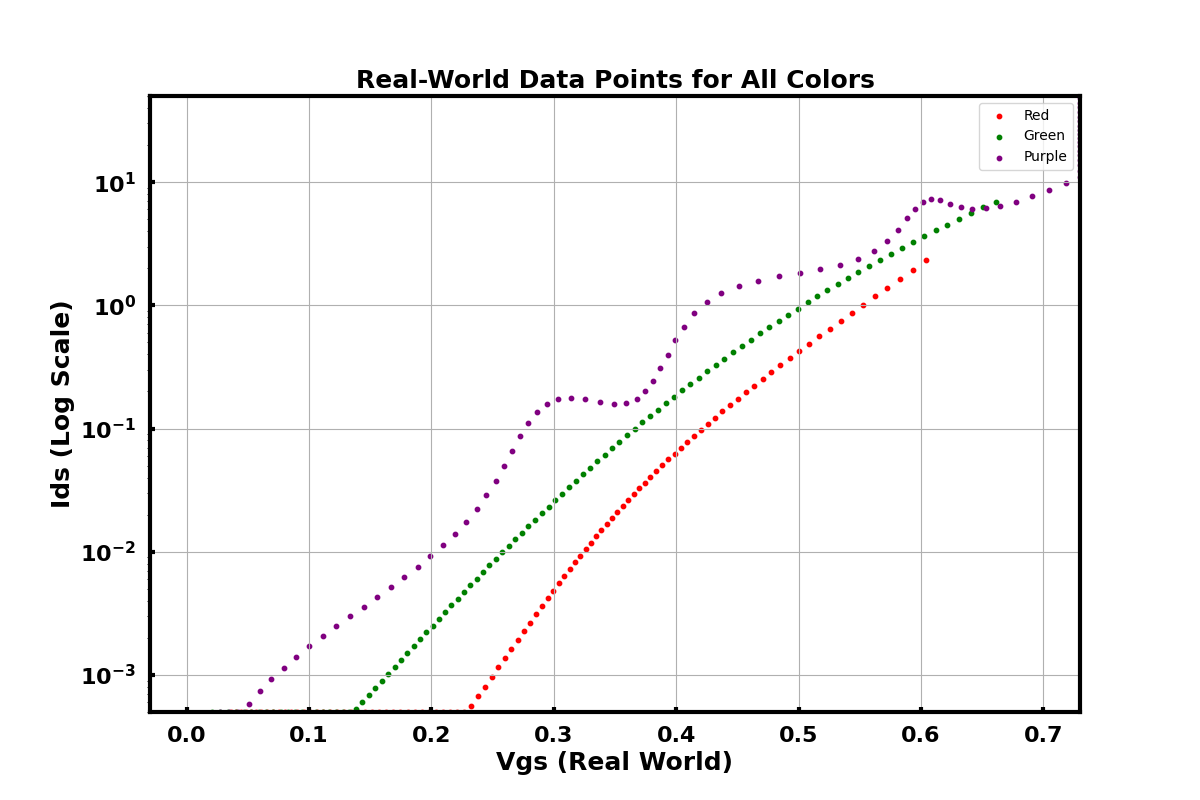 Real-World Data Points for All Colors
Red
Green
Purple
10¹
10⁰
10⁻¹
10⁻²
10⁻³
Ids (Log Scale)
0.0 0.1 0.2 0.3 0.4 0.5 0.6 0.7
Vgs (Real World)